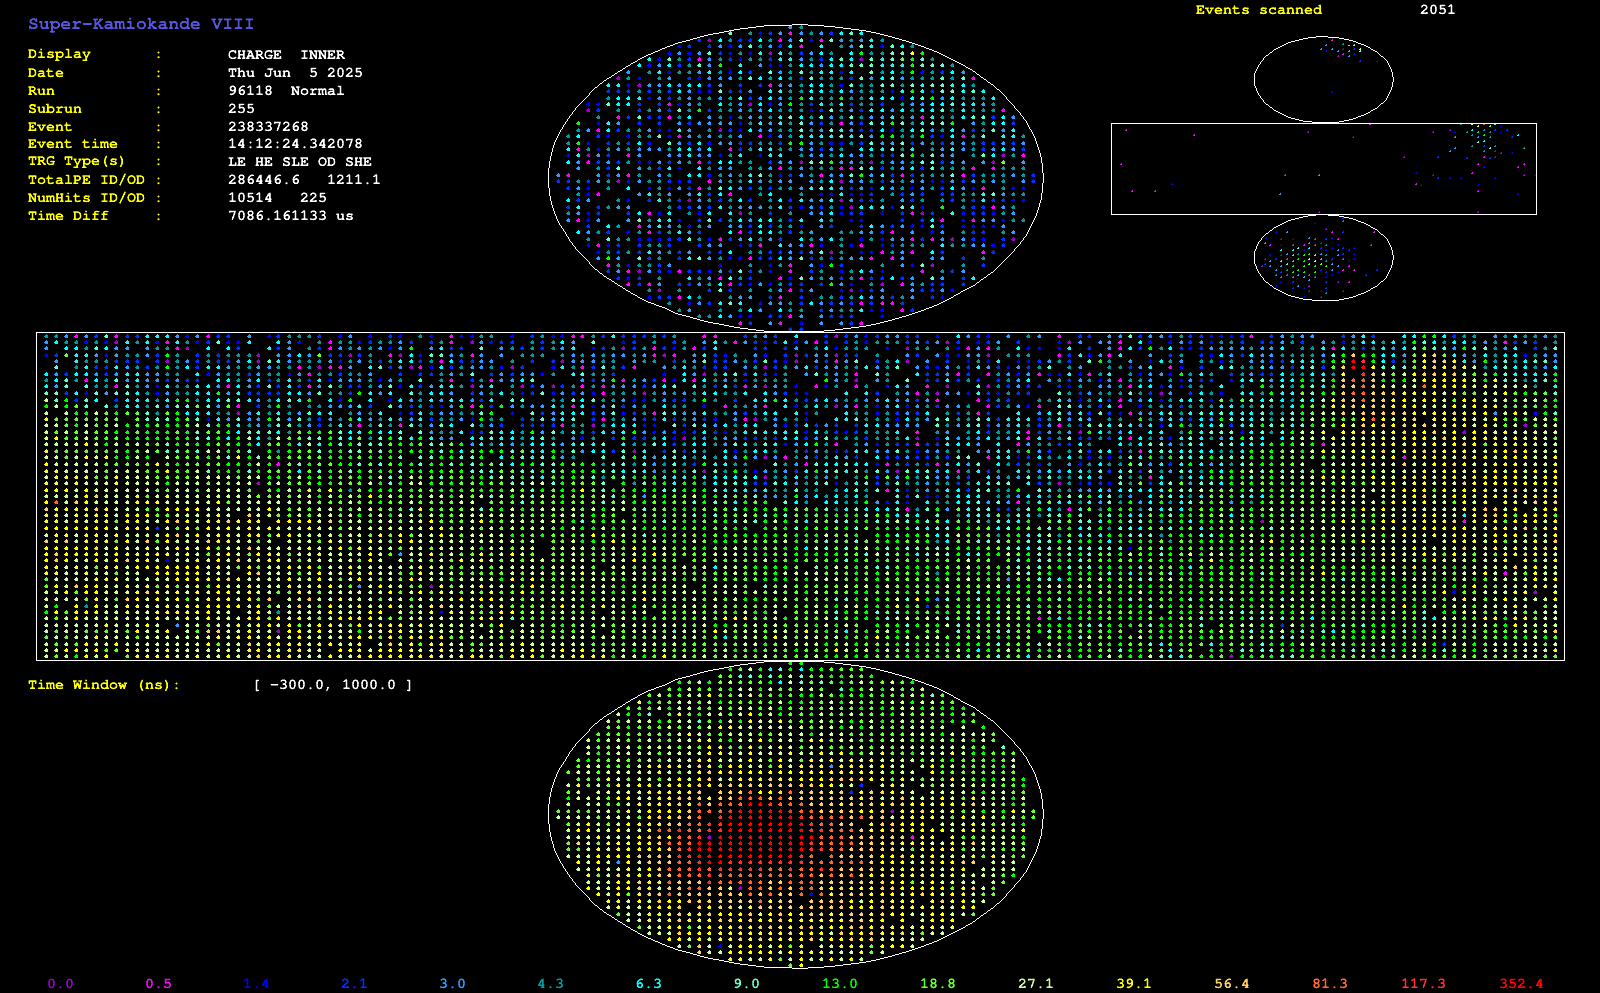 Super-Kamiokande VIII
Events scanned 2051
Display : CHARGE INNER
Date : Thu Jun 5 2025
Run : 96118 Normal
Subrun : 255
Event : 238337268
Event time : 14:12:24.342078
TRG Type(s) : LE HE SLE OD SHE
TotalPE ID/OD : 286446.6 1211.1
NumHits ID/OD : 10514 225
Time Diff : 7086.161133 us
Time Window (ns): [ -300.0, 1000.0 ]
0.0 0.5 1.4 2.1 3.0 4.3 6.3 9.0 13.0 18.8 27.1 39.1 56.4 81.3 117.3 352.4